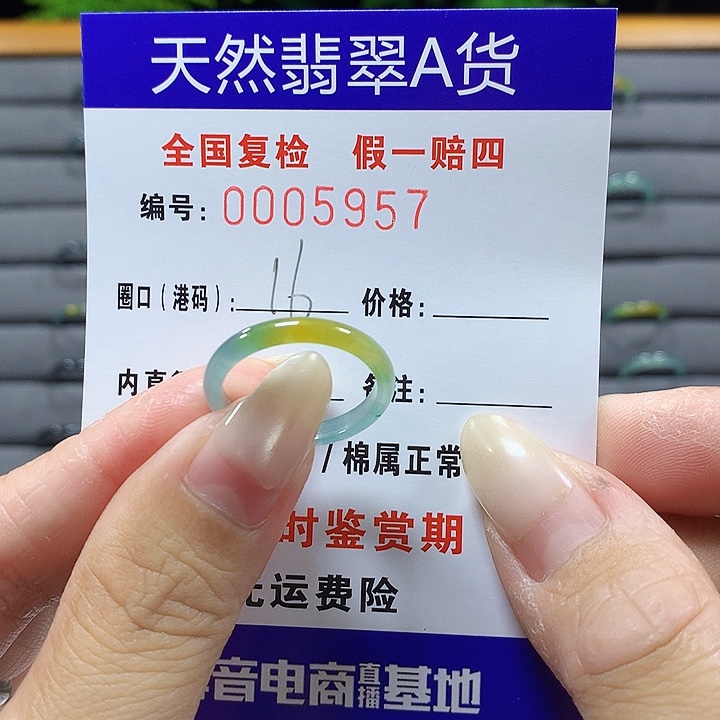 天然翡翠A货
全国复检 假一赔四
编号: 0005957
圈口(港码): 16 价格:
内直 备注:
/棉属正常
时鉴赏期
运费险
音电商直播基地